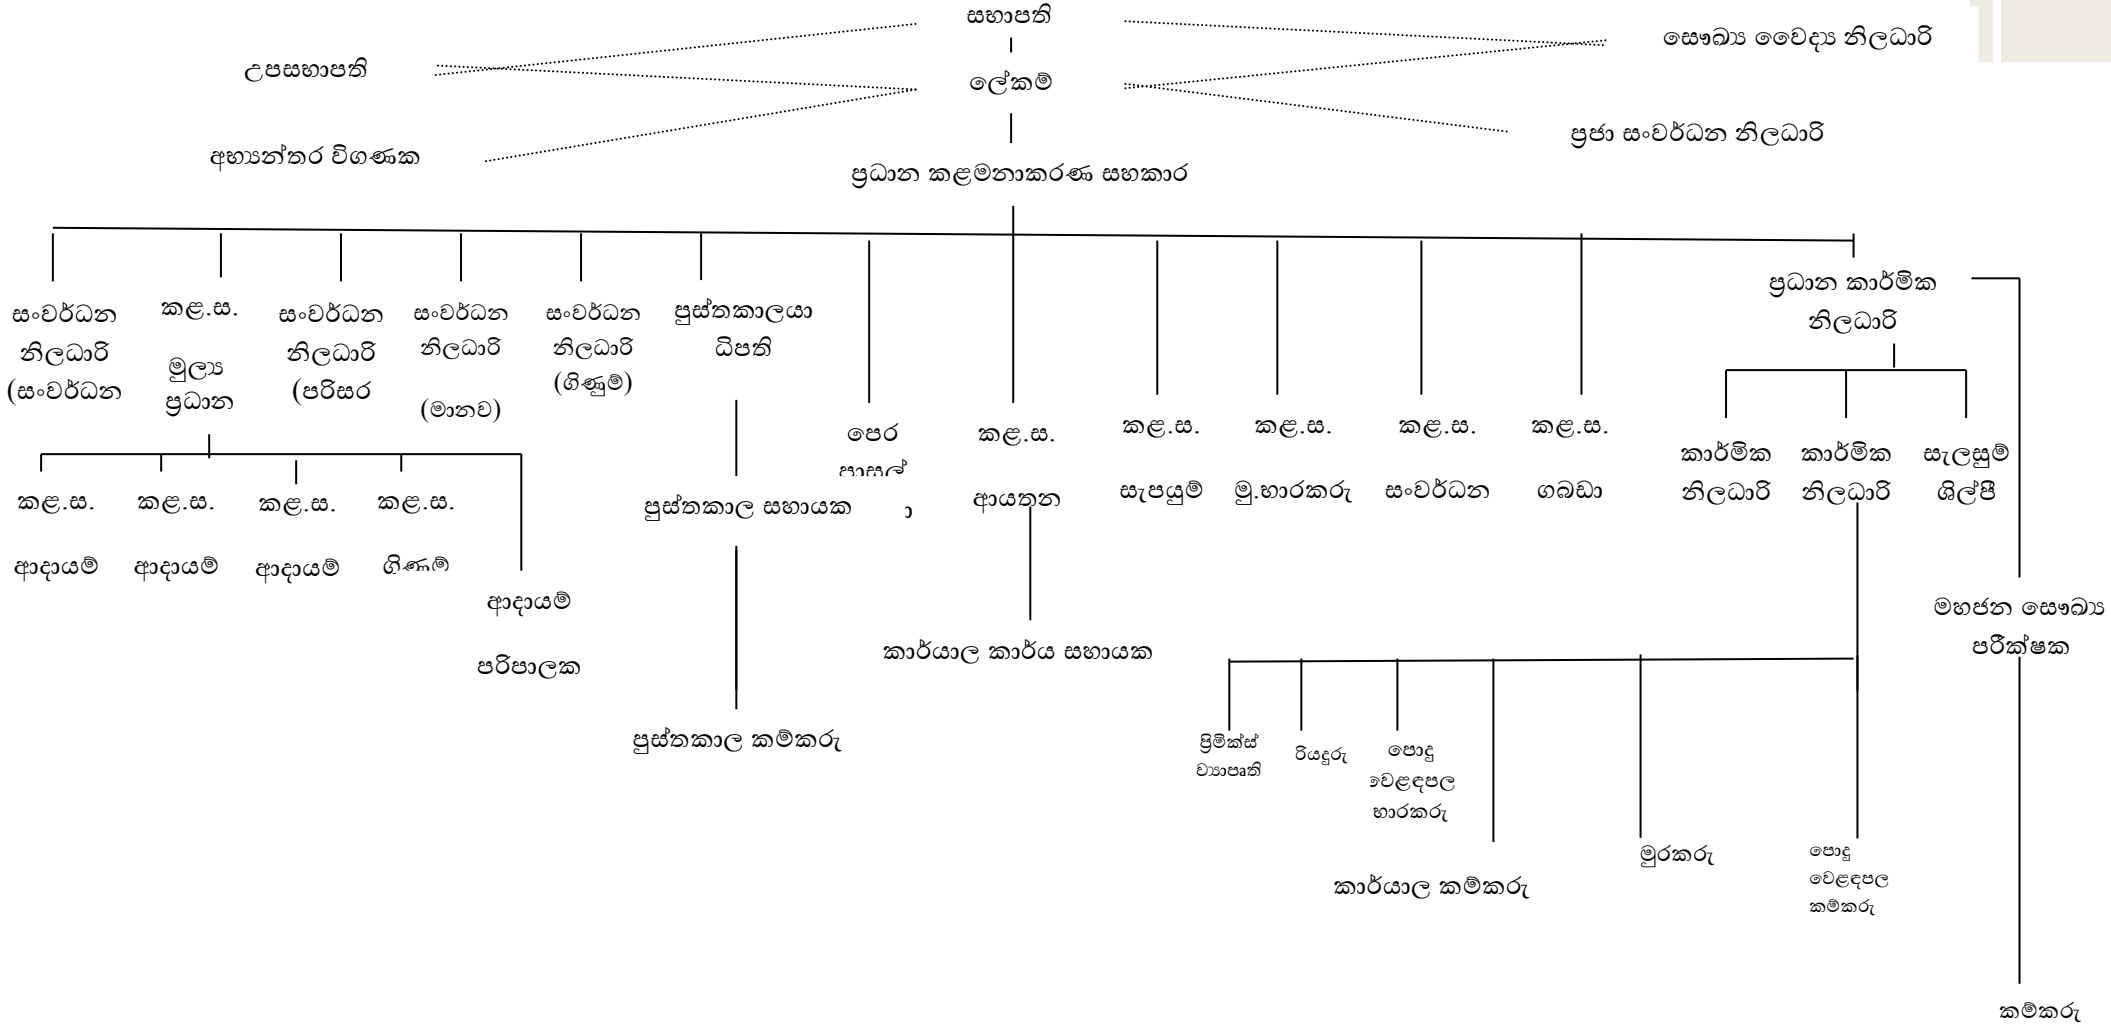 සභාපති
සෞඛ්‍ය වෛද්‍ය නිලධාරි
උපසභාපති
ලේකම්
ප්‍රජා සංවර්ධන නිලධාරි
අභ්‍යන්තර විගණක
ප්‍රධාන කළමනාකරණ සහකාර
සංවර්ධන
නිලධාරි
(සංවර්ධන
කළ.ස.
මුල්‍ය
ප්‍රධාන
සංවර්ධන
නිලධාරි
(පරිසර
සංවර්ධන
නිලධාරි
(මානව)
සංවර්ධන
නිලධාරි
(ගිණුම්)
පුස්තකාලයා
ධිපති
ප්‍රධාන කාර්මික
නිලධාරි
පෙර
පාසල්
කළ.ස.
ආයතන
කළ.ස.
සැපයුම්
කළ.ස.
මු.භාරකරු
කළ.ස.
සංවර්ධන
කළ.ස.
ගබඩා
කාර්මික
නිලධාරි
කාර්මික
නිලධාරි
සැලසුම්
ශිල්පී
කළ.ස.
ආදායම්
කළ.ස.
ආදායම්
කළ.ස.
ආදායම්
කළ.ස.
ගිණුම්
ආදායම්
පරිපාලක
පුස්තකාල සහායක
කාර්යාල කාර්ය සහායක
මහජන සෞඛ්‍ය
පරීක්ෂක
පුස්තකාල කම්කරු
ප්‍රිමික්ස්
ව්‍යාපෘති
රියදුරු
පොදු
වෙළඳපල
භාරකරු
කාර්යාල කම්කරු
මුරකරු
පොදු
වෙළඳපල
කම්කරු
කම්කරු